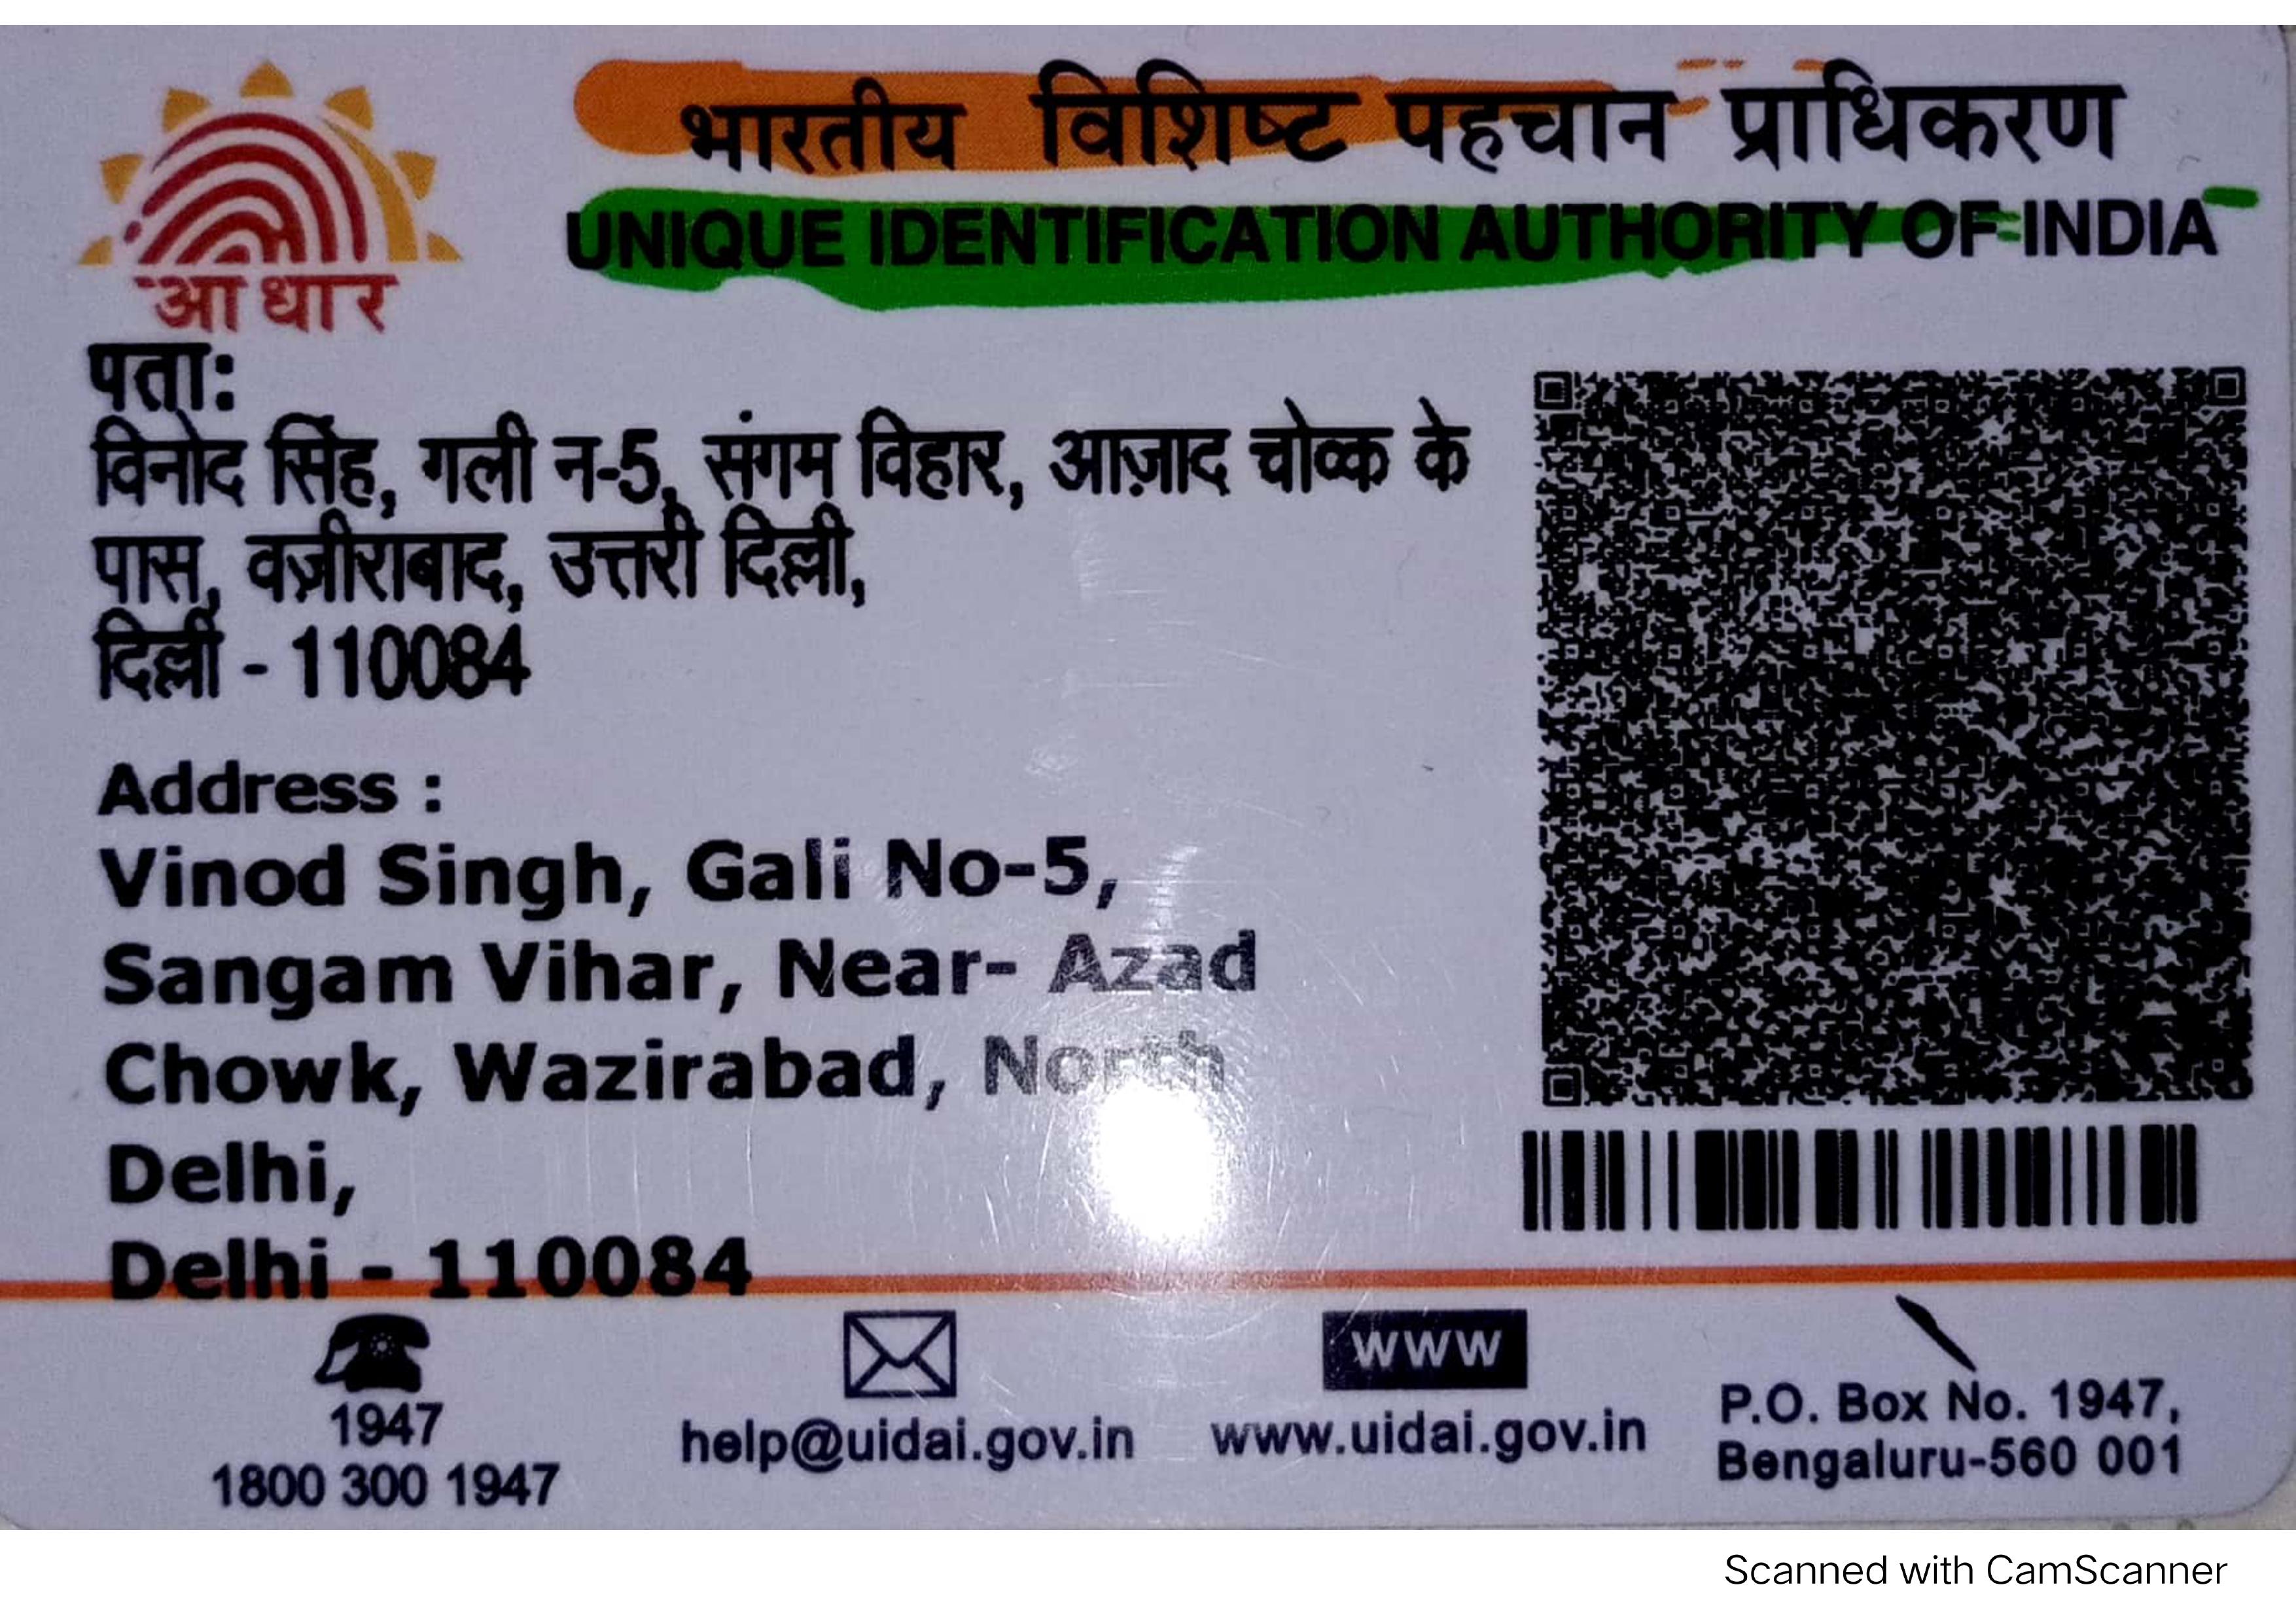 भारतीय विशिष्ट पहचान प्राधिकरण
UNIQUE IDENTIFICATION AUTHORITY OF INDIA
आधार
पता:
विनोद सिंह, गली न-5, संगम विहार, आज़ाद चोव्क के
पास, वज़ीराबाद, उत्तरी दिल्ली,
दिल्ली - 110084
Address :
Vinod Singh, Gali No-5,
Sangam Vihar, Near- Azad
Chowk, Wazirabad, North
Delhi,
Delhi - 110084
1947
1800 300 1947
help@uidai.gov.in
WWW
www.uidai.gov.in
P.O. Box No. 1947,
Bengaluru-560 001
Scanned with CamScanner